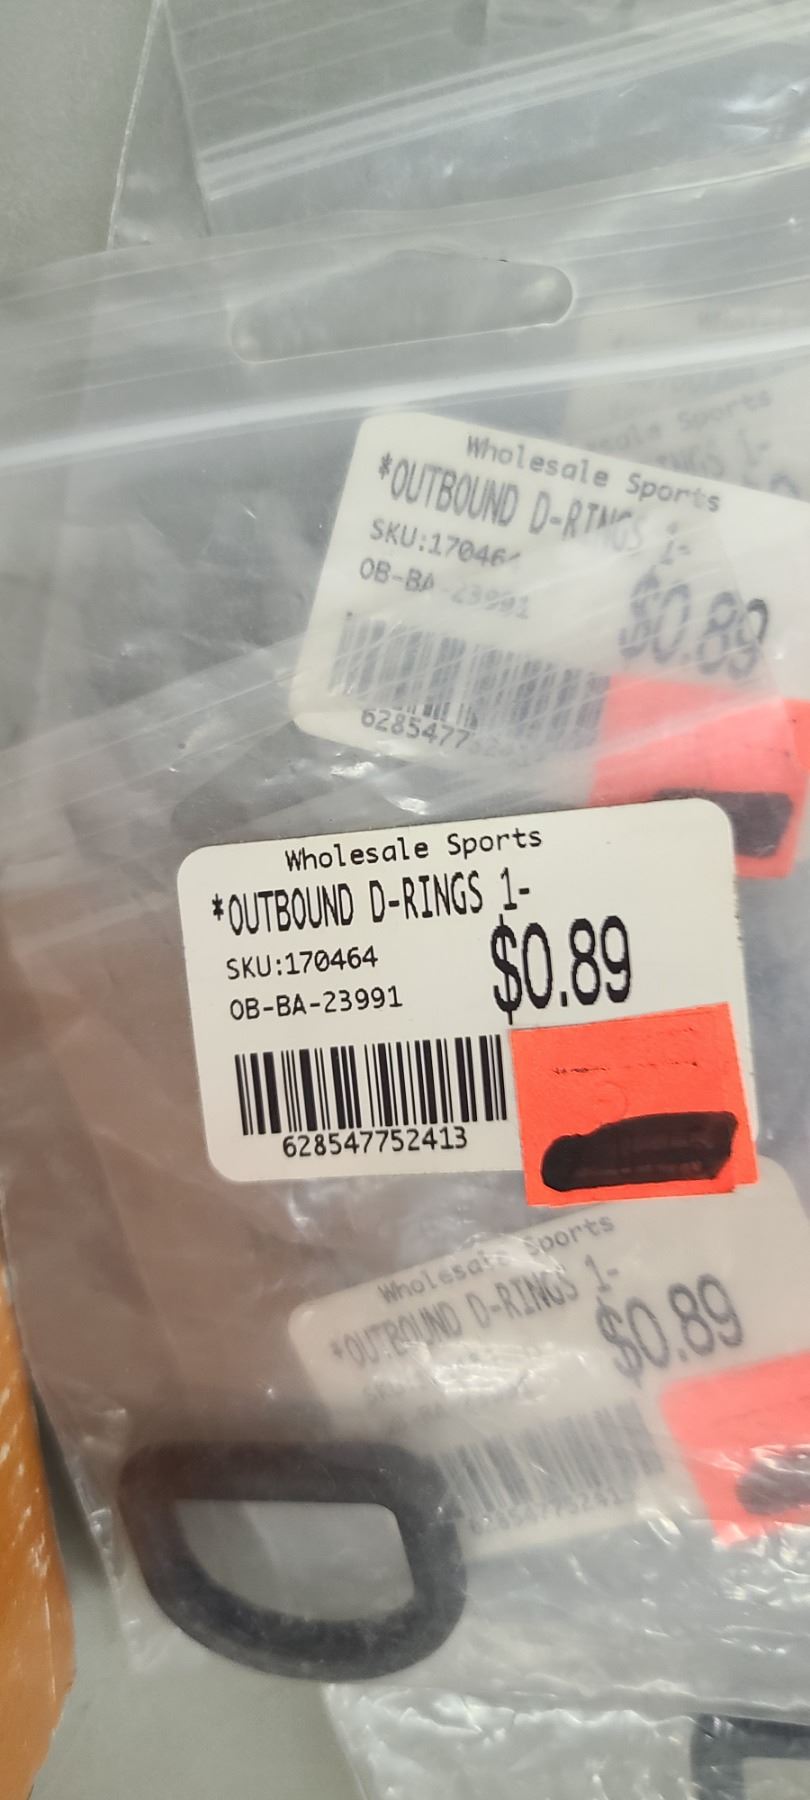 Wholesale Sports
*OUTBOUND D-RINGS 1-
SKU:170464
OB-BA-23991
$0.89
6285477
Wholesale Sports
*OUTBOUND D-RINGS 1-
SKU:170464
OB-BA-23991
$0.89
628547752413
Wholesale Sports
*OUTBOUND D-RINGS 1-
$0.89